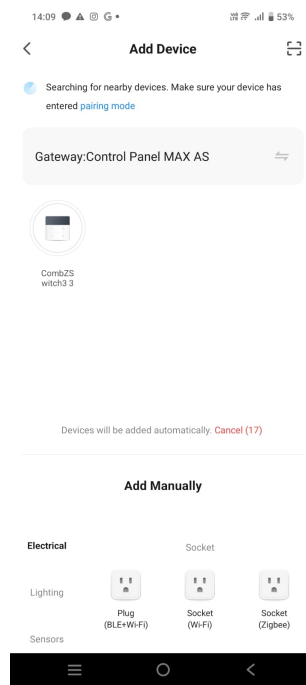 14:09
Vo)) LTE 53%
Add Device
Searching for nearby devices. Make sure your device has
entered pairing mode
Gateway:Control Panel MAX AS
CombZS
witch3 3
Devices will be added automatically. Cancel (17)
Add Manually
Electrical
Socket
Lighting
Plug
(BLE+Wi-Fi)
Socket
(Wi-Fi)
Socket
(Zigbee)
Sensors